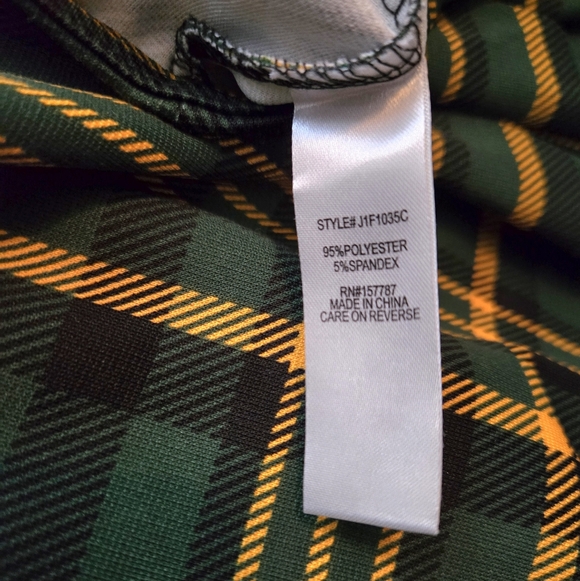 STYLE# J1F1035C
95%POLYESTER
5%SPANDEX
RN#157787
MADE IN CHINA
CARE ON REVERSE